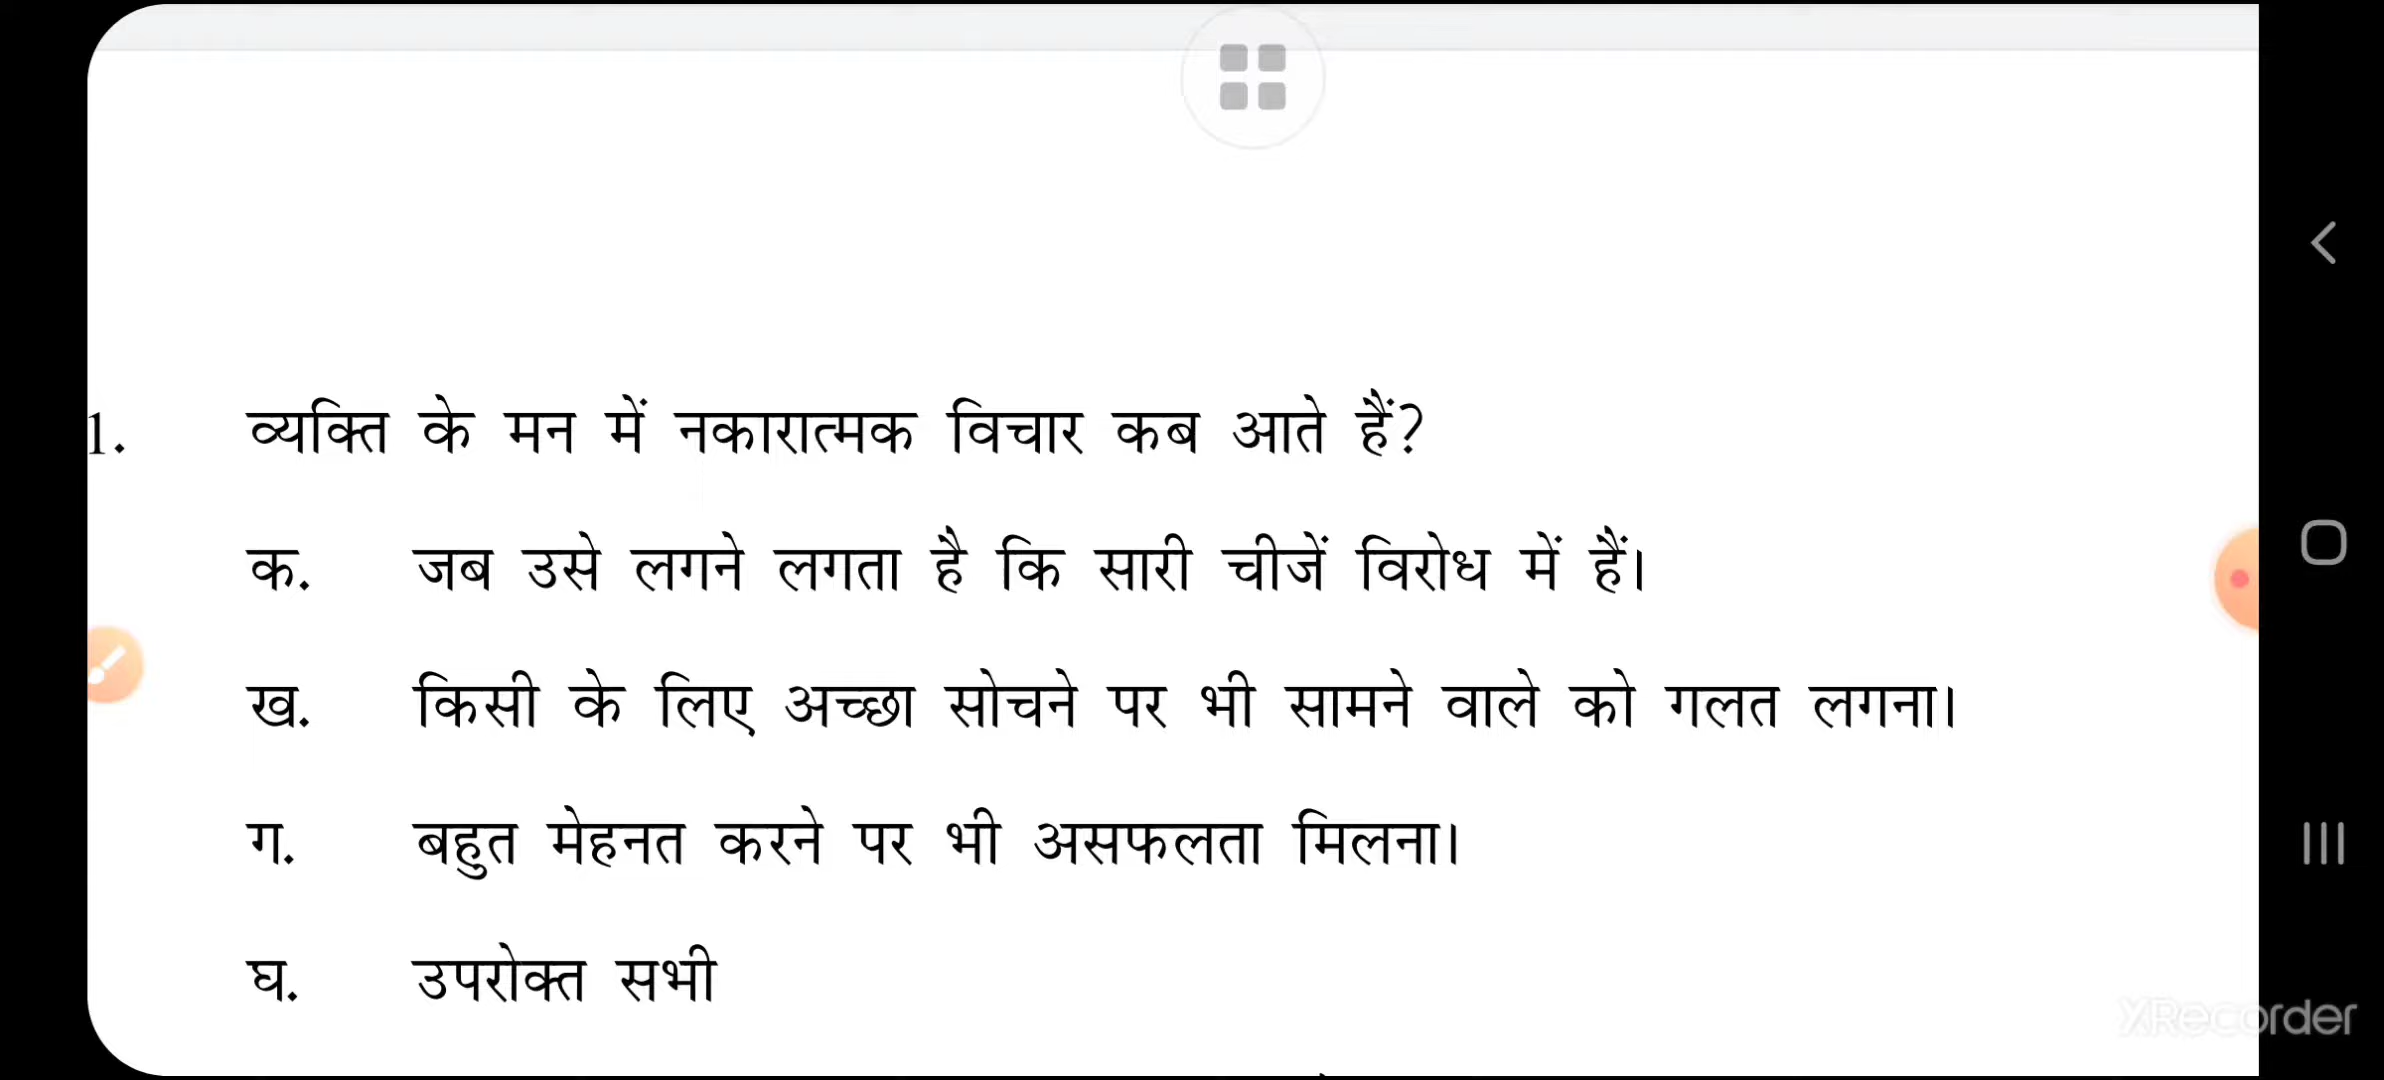 1. व्यक्ति के मन में नकारात्मक विचार कब आते हैं?
क. जब उसे लगने लगता है कि सारी चीजें विरोध में हैं।
ख. किसी के लिए अच्छा सोचने पर भी सामने वाले को गलत लगना।
ग. बहुत मेहनत करने पर भी असफलता मिलना।
घ. उपरोक्त सभी
XRecorder